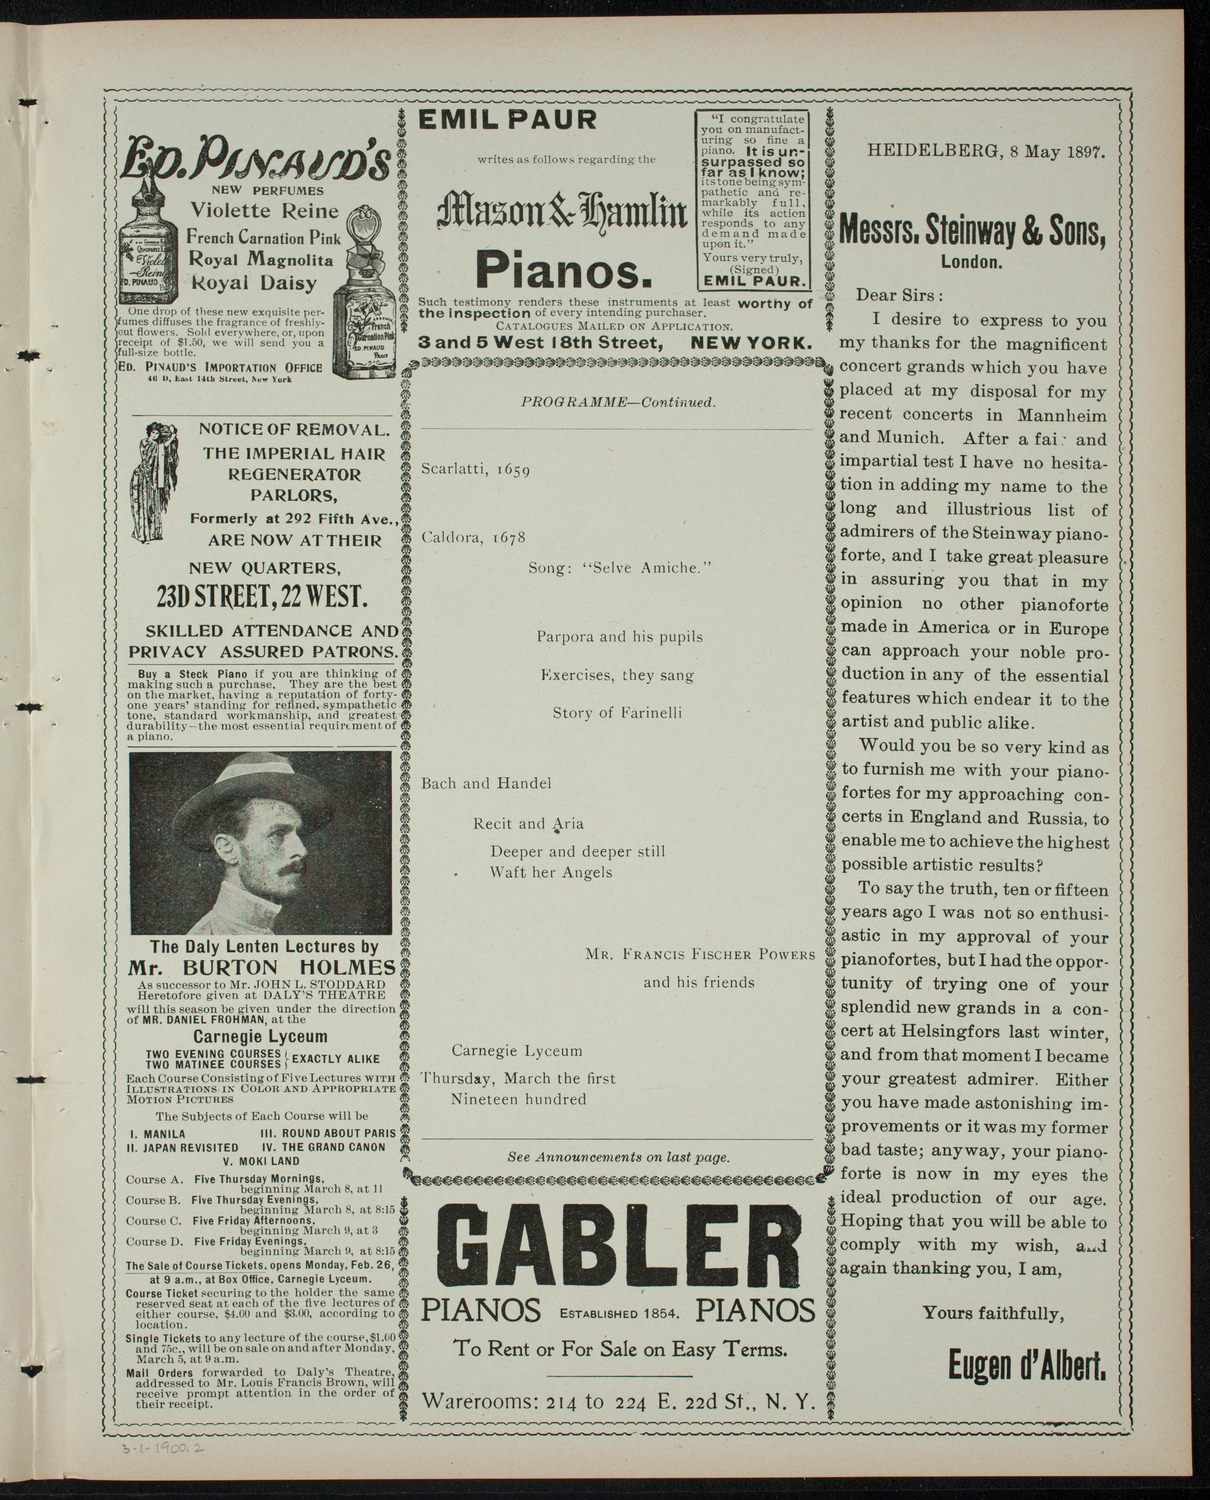 ED. PINAUD'S
NEW PERFUMES
Violette Reine
French Carnation Pink
Royal Magnolita
Royal Daisy
One drop of these new exquisite per-
fumes diffuses the fragrance of freshly-
cut flowers. Sold everywhere, or, upon
receipt of $1.50, we will send you a
full-size bottle.
ED. PINAUD'S IMPORTATION OFFICE
46 D, East 14th Street, New York
NOTICE OF REMOVAL.
THE IMPERIAL HAIR
REGENERATOR
PARLORS,
Formerly at 292 Fifth Ave.,
ARE NOW AT THEIR
NEW QUARTERS,
23D STREET, 22 WEST.
SKILLED ATTENDANCE AND
PRIVACY ASSURED PATRONS.
Buy a Steck Piano if you are thinking of
making such a purchase. They are the best
on the market, having a reputation of forty-
one years' standing for refined, sympathetic
tone, standard workmanship, and greatest
durability—the most essential requirement of
a piano.
The Daly Lenten Lectures by
Mr. BURTON HOLMES
As successor to Mr. JOHN L. STODDARD
Heretofore given at DALY'S THEATRE
will this season be given under the direction
of MR. DANIEL FROHMAN, at the
Carnegie Lyceum
TWO EVENING COURSES
TWO MATINEE COURSES } EXACTLY ALIKE
Each Course Consisting of Five Lectures WITH
ILLUSTRATIONS IN COLOR AND APPROPRIATE
MOTION PICTURES
The Subjects of Each Course will be
I. MANILA III. ROUND ABOUT PARIS
II. JAPAN REVISITED IV. THE GRAND CANON
V. MOKI LAND
Course A. Five Thursday Mornings,
beginning March 8, at 11
Course B. Five Thursday Evenings,
beginning March 8, at 8:15
Course C. Five Friday Afternoons,
beginning March 9, at 3
Course D. Five Friday Evenings,
beginning March 9, at 8:15
The Sale of Course Tickets, opens Monday, Feb. 26,
at 9 a.m., at Box Office, Carnegie Lyceum.
Course Ticket securing to the holder the same
reserved seat at each of the five lectures of
either course, $4.00 and $3.00, according to
location.
Single Tickets to any lecture of the course, $1.00
and 75c., will be on sale on and after Monday,
March 5, at 9 a.m.
Mail Orders forwarded to Daly's Theatre,
addressed to Mr. Louis Francis Brown, will
receive prompt attention in the order of
their receipt.
3-1-1900.2
EMIL PAUR
writes as follows regarding the
Mason & Hamlin
Pianos.
"I congratulate
you on manufact-
uring so fine a
piano. It is un-
surpassed so
far as I know;
its tone being sym-
pathetic and re-
markably full,
while its action
responds to any
demand made
upon it."
Yours very truly,
(Signed)
EMIL PAUR.
Such testimony renders these instruments at least worthy of
the inspection of every intending purchaser.
CATALOGUES MAILED ON APPLICATION.
3 and 5 West 18th Street, NEW YORK.
PROGRAMME—Continued.
Scarlatti, 1659
Caldora, 1678
Song: "Selve Amiche."
Parpora and his pupils
Exercises, they sang
Story of Farinelli
Bach and Handel
Recit and Aria
Deeper and deeper still
Waft her Angels
MR. FRANCIS FISCHER POWERS
and his friends
Carnegie Lyceum
Thursday, March the first
Nineteen hundred
See Announcements on last page.
GABLER
PIANOS ESTABLISHED 1854. PIANOS
To Rent or For Sale on Easy Terms.
Warerooms: 214 to 224 E. 22d St., N. Y.
HEIDELBERG, 8 May 1897.
Messrs. Steinway & Sons,
London.
Dear Sirs:
I desire to express to you
my thanks for the magnificent
concert grands which you have
placed at my disposal for my
recent concerts in Mannheim
and Munich. After a fair and
impartial test I have no hesita-
tion in adding my name to the
long and illustrious list of
admirers of the Steinway piano-
forte, and I take great pleasure
in assuring you that in my
opinion no other pianoforte
made in America or in Europe
can approach your noble pro-
duction in any of the essential
features which endear it to the
artist and public alike.
Would you be so very kind as
to furnish me with your piano-
fortes for my approaching con-
certs in England and Russia, to
enable me to achieve the highest
possible artistic results?
To say the truth, ten or fifteen
years ago I was not so enthusi-
astic in my approval of your
pianofortes, but I had the oppor-
tunity of trying one of your
splendid new grands in a con-
cert at Helsingfors last winter,
and from that moment I became
your greatest admirer. Either
you have made astonishing im-
provements or it was my former
bad taste; anyway, your piano-
forte is now in my eyes the
ideal production of our age.
Hoping that you will be able to
comply with my wish, and
again thanking you, I am,
Yours faithfully,
Eugen d'Albert.